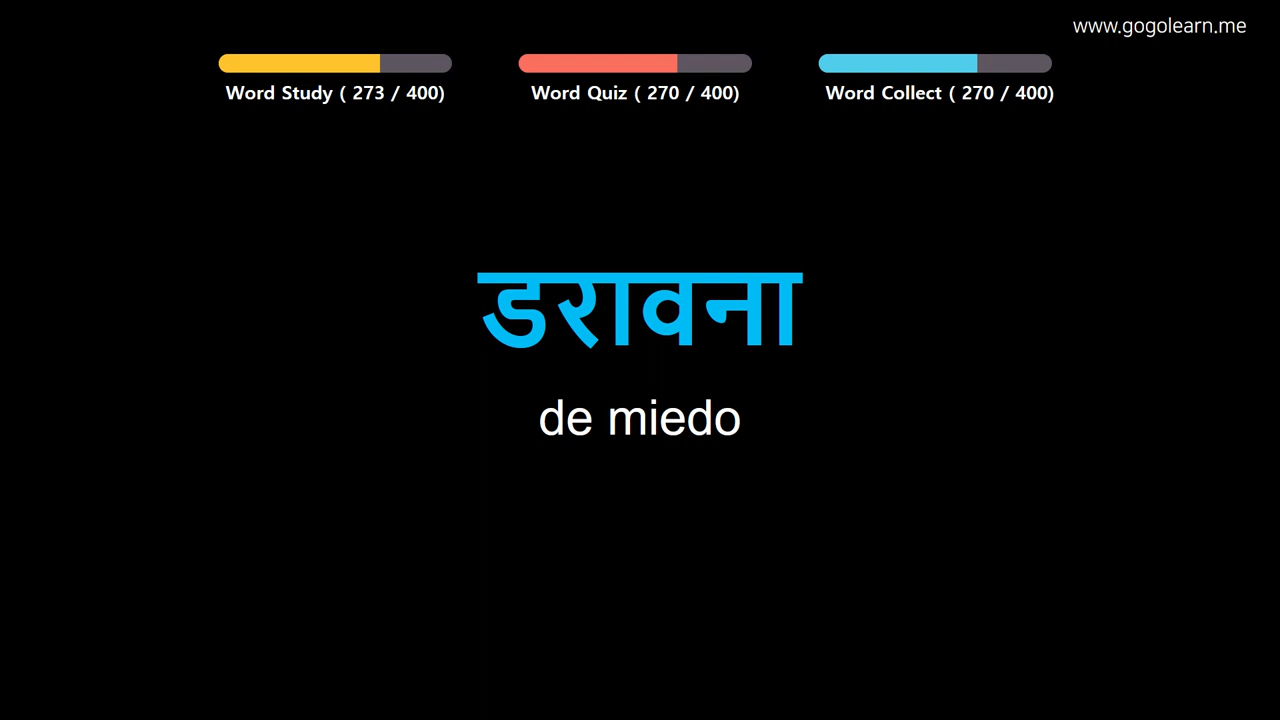 www.gogolearn.me
Word Study ( 273 / 400)
Word Quiz ( 270 / 400)
Word Collect ( 270 / 400)
डरावना
de miedo